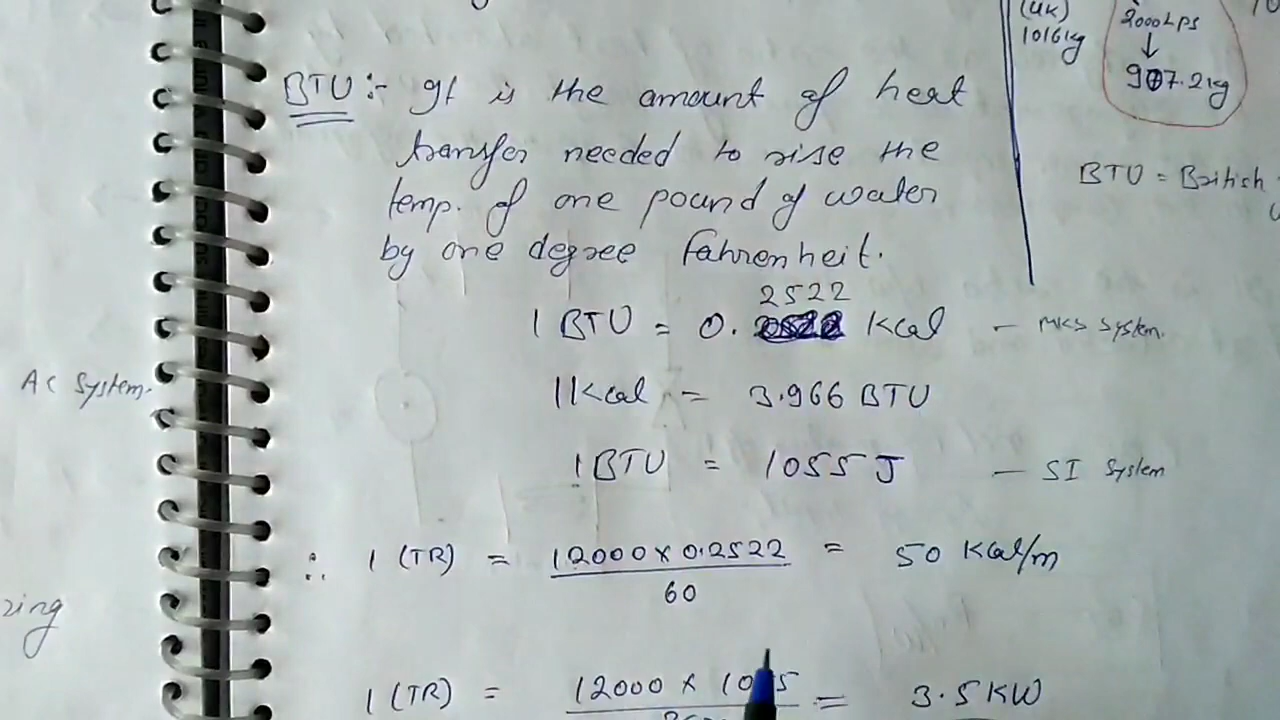 (UK)
1016kg
2000Lps
↓
907.2kg
BTU :- It is the amount of heat
transfer needed to rise the
temp. of one pound of water
by one degree Fahrenheit.
BTU = British
2522
1 BTU = 0. Kcal - MKS System.
1 Kcal = 3.966 BTU
AC System.
1 BTU = 1055 J - SI System
∴ 1 (TR) = 12000 x 0.2522 = 50 Kcal/m
60
1 (TR) = 12000 x = 3.5 KW